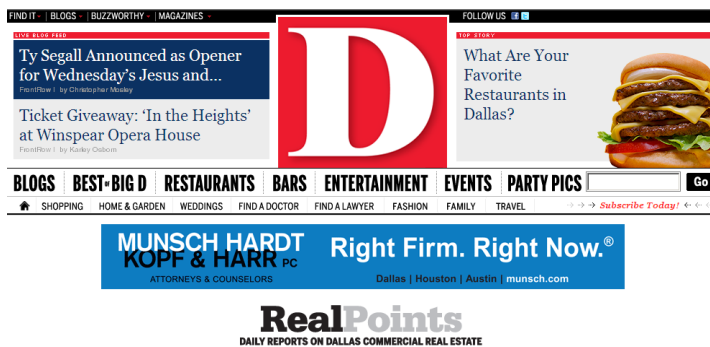 FIND IT
BLOGS
BUZZWORTHY
MAGAZINES
FOLLOW US
LIVE BLOG FEED
Ty Segall Announced as Opener
for Wednesday's Jesus and...
FrontRow | by Christopher Mosley
Ticket Giveaway: 'In the Heights'
at Winspear Opera House
FrontRow | by Karley Osborn
D
TOP STORY
What Are Your
Favorite
Restaurants in
Dallas?
BLOGS
BEST OF BIG D
RESTAURANTS
BARS
ENTERTAINMENT
EVENTS
PARTY PICS
Go
SHOPPING
HOME & GARDEN
WEDDINGS
FIND A DOCTOR
FIND A LAWYER
FASHION
FAMILY
TRAVEL
Subscribe Today!
MUNSCH HARDT
KOPF & HARR PC
ATTORNEYS & COUNSELORS
Right Firm. Right Now.®
Dallas | Houston | Austin | munsch.com
RealPoints
DAILY REPORTS ON DALLAS COMMERCIAL REAL ESTATE